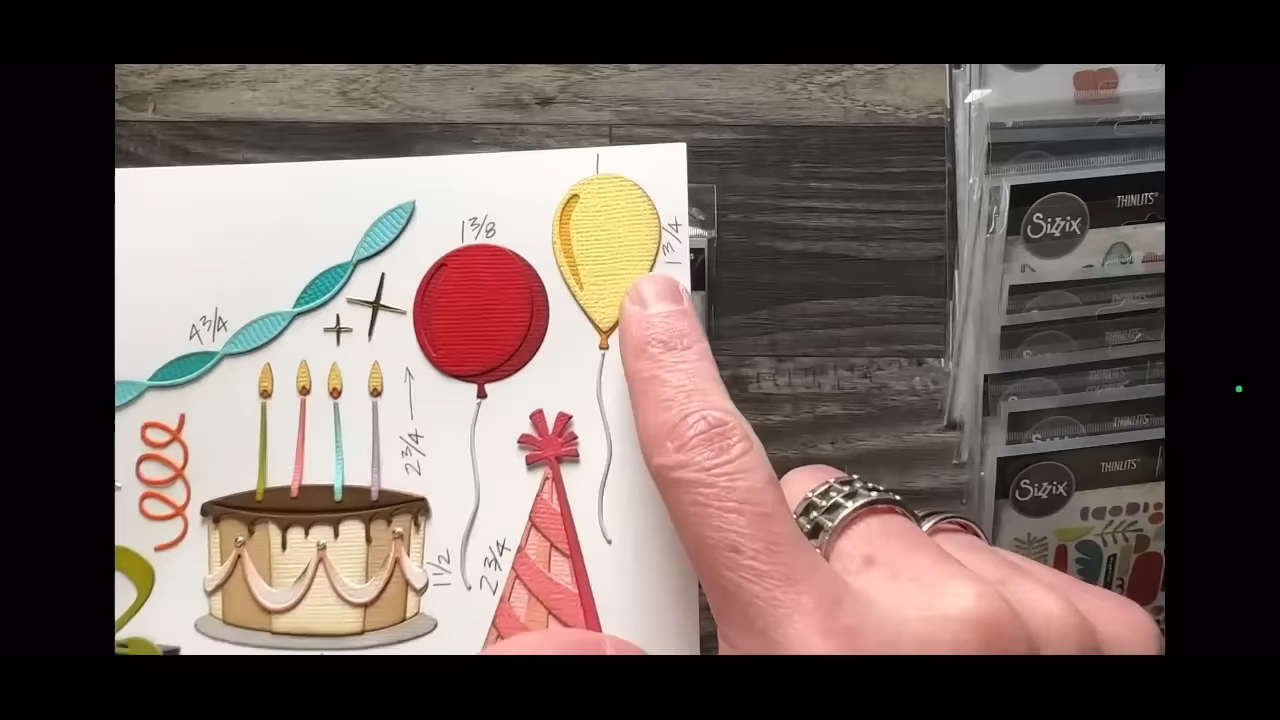 1 3/8
1 3/4
4 3/4
2 3/4
1 1/2
2 3/4
THINLITS
Sizzix
THINLITS
THINLITS
Sizzix